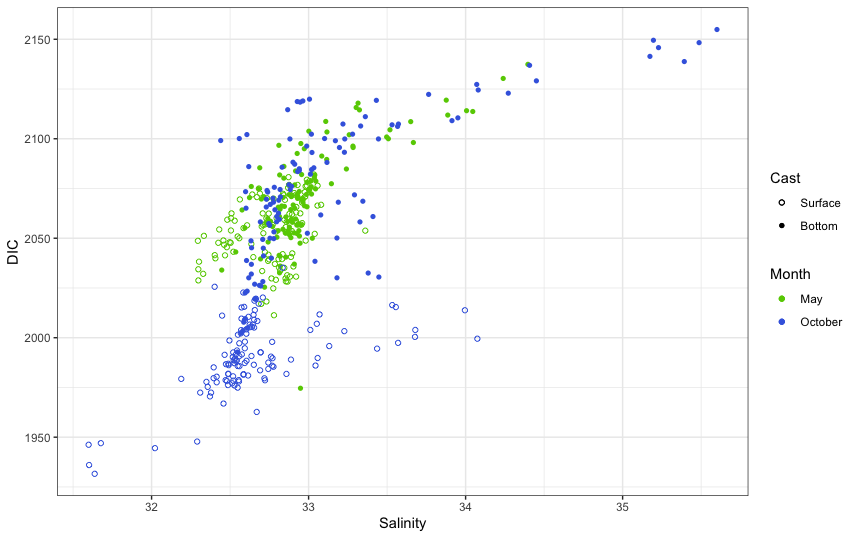 2150
2100
2050
2000
1950
DIC
32
33
34
35
Salinity
Cast
Surface
Bottom
Month
May
October